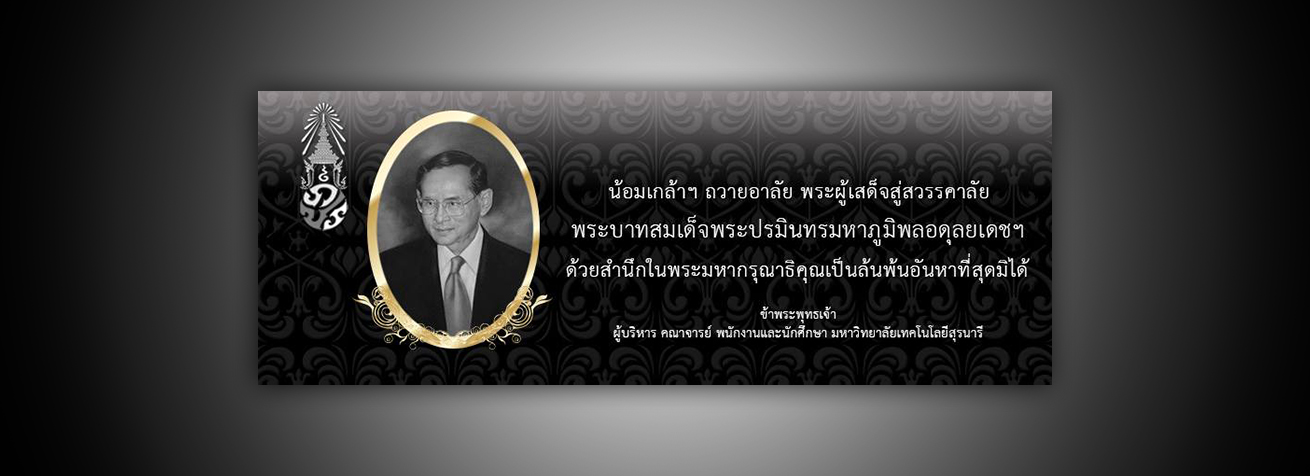 น้อมเกล้าฯ ถวายอาลัย พระผู้เสด็จสู่สวรรคาลัย
พระบาทสมเด็จพระปรมินทรมหาภูมิพลอดุลยเดชฯ
ด้วยสำนึกในพระมหากรุณาธิคุณเป็นล้นพ้นอันหาที่สุดมิได้
ข้าพระพุทธเจ้า
ผู้บริหาร คณาจารย์ พนักงานและนักศึกษา มหาวิทยาลัยเทคโนโลยีสุรนารี